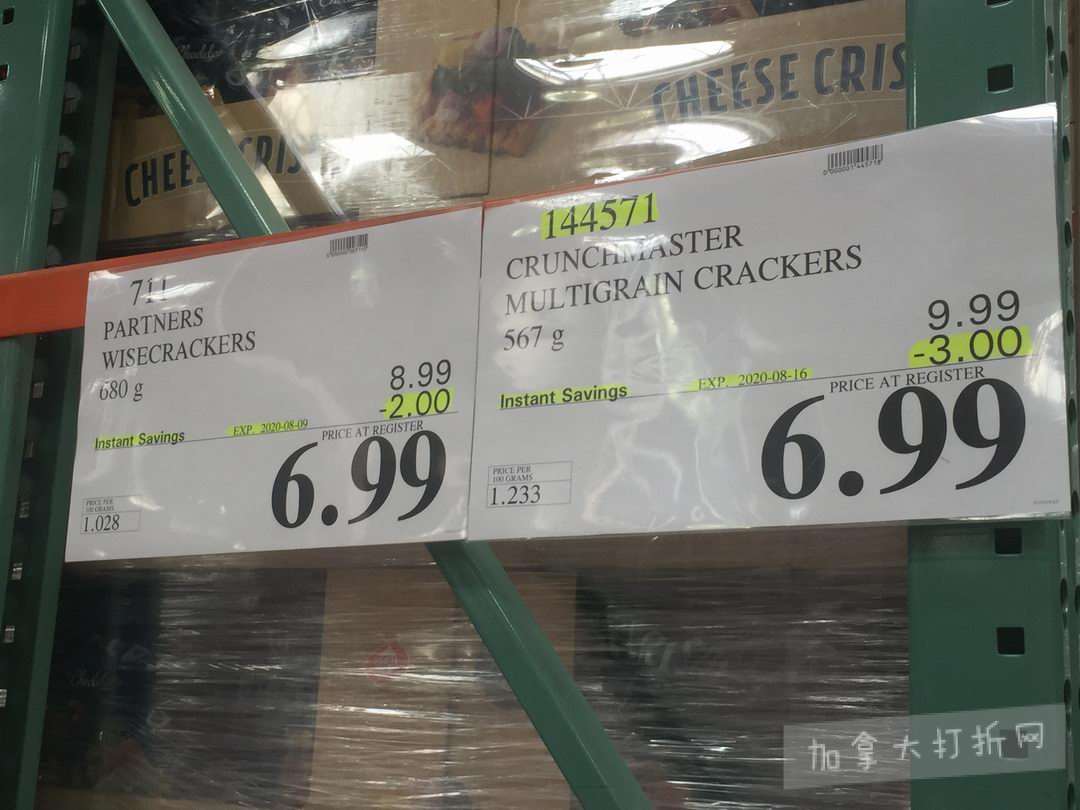 CHEESE CRIS
CHEESE CRIS
711
PARTNERS
WISECRACKERS
680 g
8.99
-2.00
Instant Savings EXP. 2020-08-09
PRICE AT REGISTER
6.99
PRICE PER
100 GRAMS
1.028
144571
CRUNCHMASTER
MULTIGRAIN CRACKERS
567 g
9.99
-3.00
Instant Savings EXP. 2020-08-16
PRICE AT REGISTER
6.99
PRICE PER
100 GRAMS
1.233
加拿大打折网